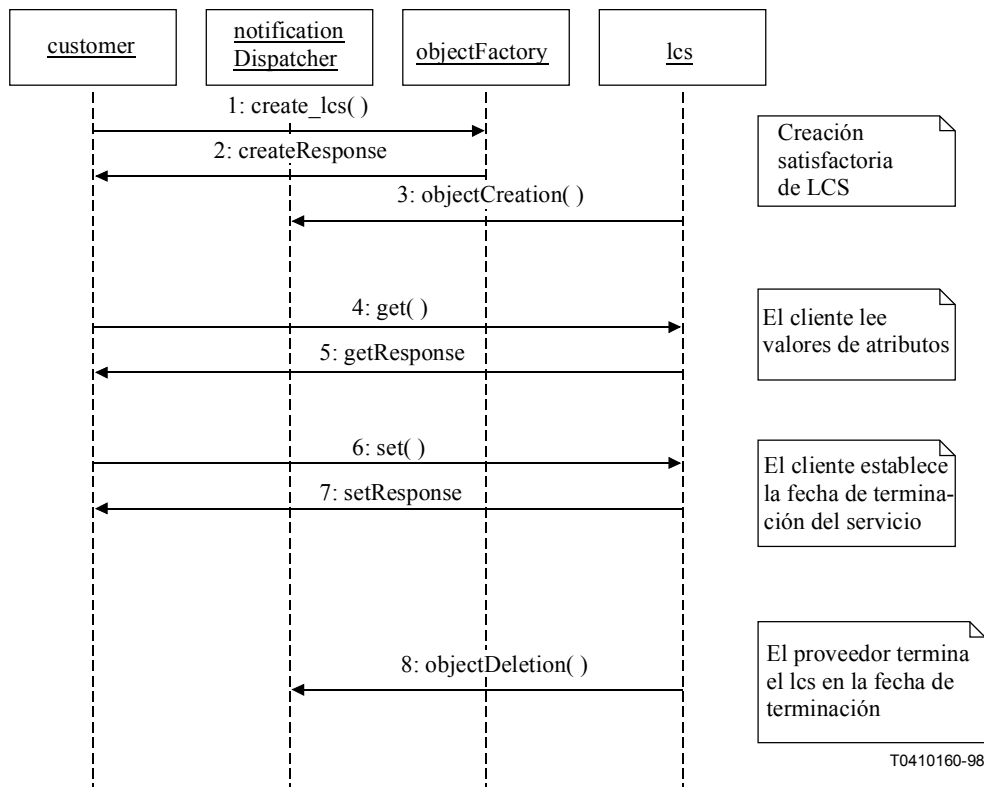 customer
notification
Dispatcher
objectFactory
lcs
1: create_lcs( )
2: createResponse
3: objectCreation( )
Creación
satisfactoria
de LCS
4: get( )
5: getResponse
El cliente lee
valores de atributos
6: set( )
7: setResponse
El cliente establece
la fecha de termina-
ción del servicio
8: objectDeletion( )
El proveedor termina
el lcs en la fecha de
terminación
T0410160-98